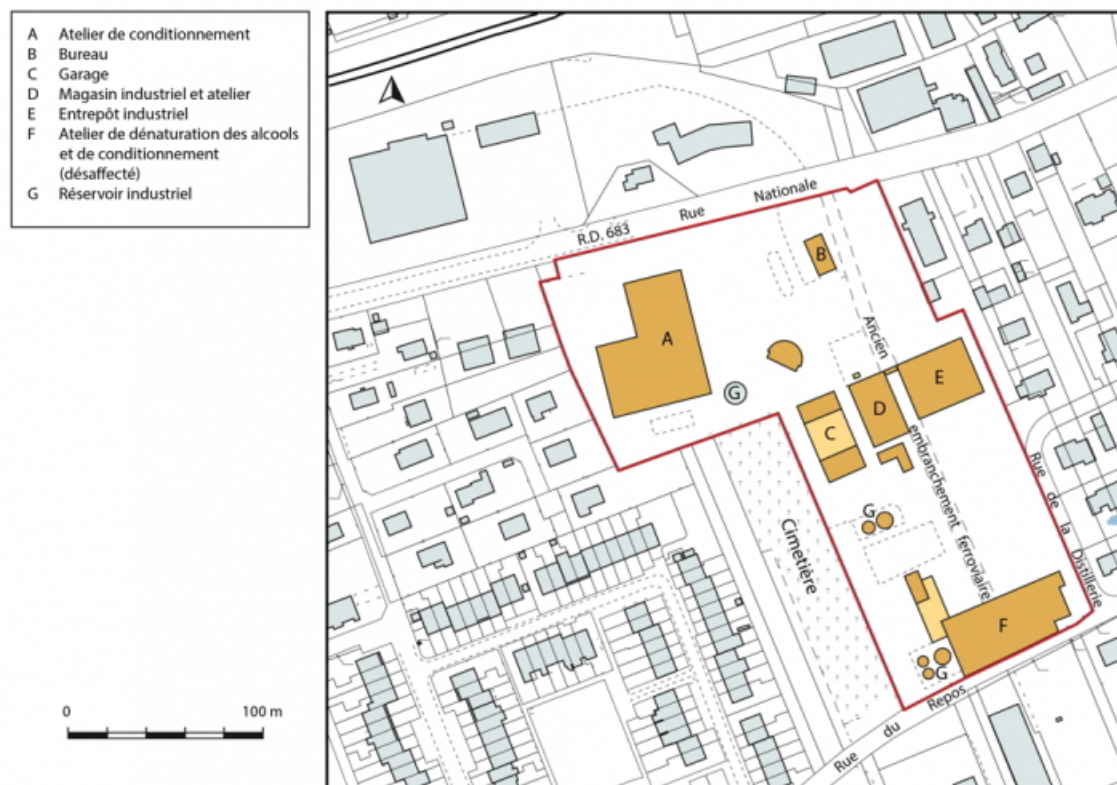 A Atelier de conditionnement
B Bureau
C Garage
D Magasin industriel et atelier
E Entrepôt industriel
F Atelier de dénaturation des alcools
et de conditionnement
(désaffecté)
G Réservoir industriel
R.D. 683 Rue Nationale
B
A
Ancien embranchement ferroviaire
E
G
D
C
Rue de la Distillerie
G
Cimetière
F
G
Rue du Repos
0 100 m